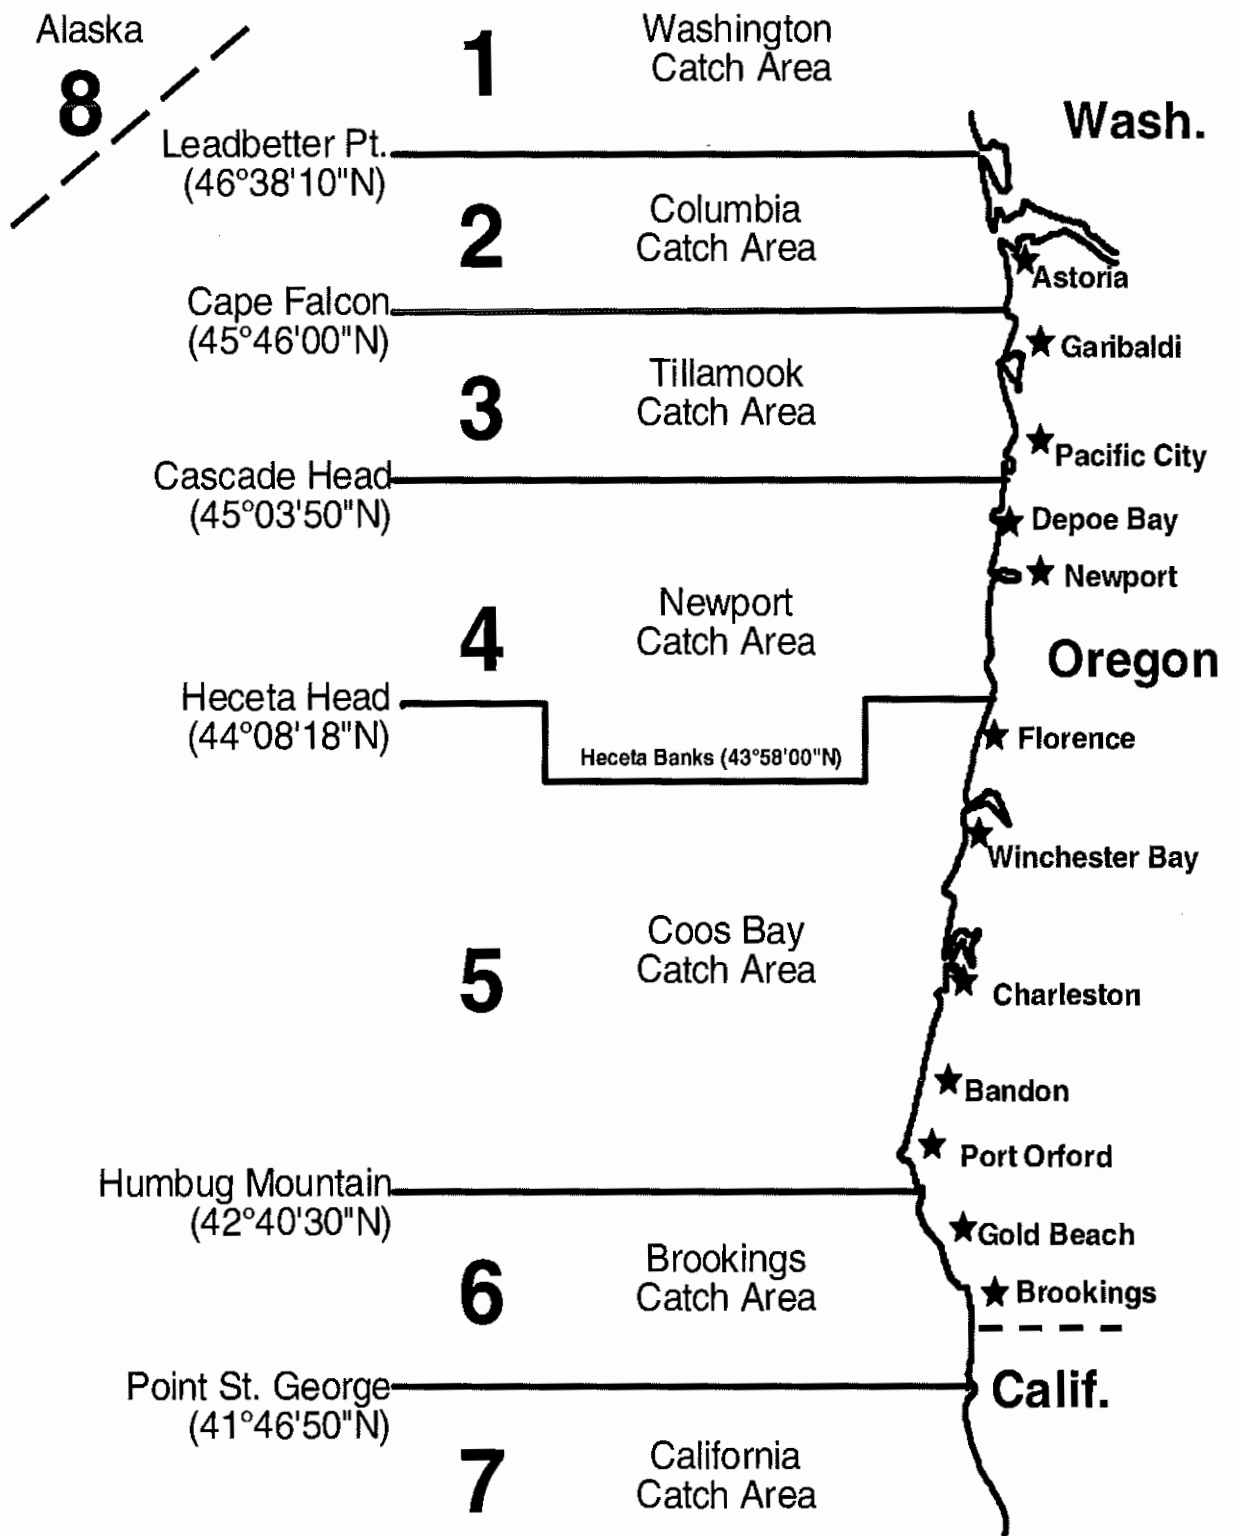 Alaska
8
1
Washington
Catch Area
Wash.
Leadbetter Pt.
(46°38'10"N)
2
Columbia
Catch Area
Astoria
Cape Falcon
(45°46'00"N)
Garibaldi
3
Tillamook
Catch Area
Pacific City
Cascade Head
(45°03'50"N)
Depoe Bay
Newport
4
Newport
Catch Area
Oregon
Heceta Head
(44°08'18"N)
Heceta Banks (43°58'00"N)
Florence
Winchester Bay
5
Coos Bay
Catch Area
Charleston
Bandon
Port Orford
Humbug Mountain
(42°40'30"N)
Gold Beach
6
Brookings
Catch Area
Brookings
Point St. George
(41°46'50"N)
Calif.
7
California
Catch Area